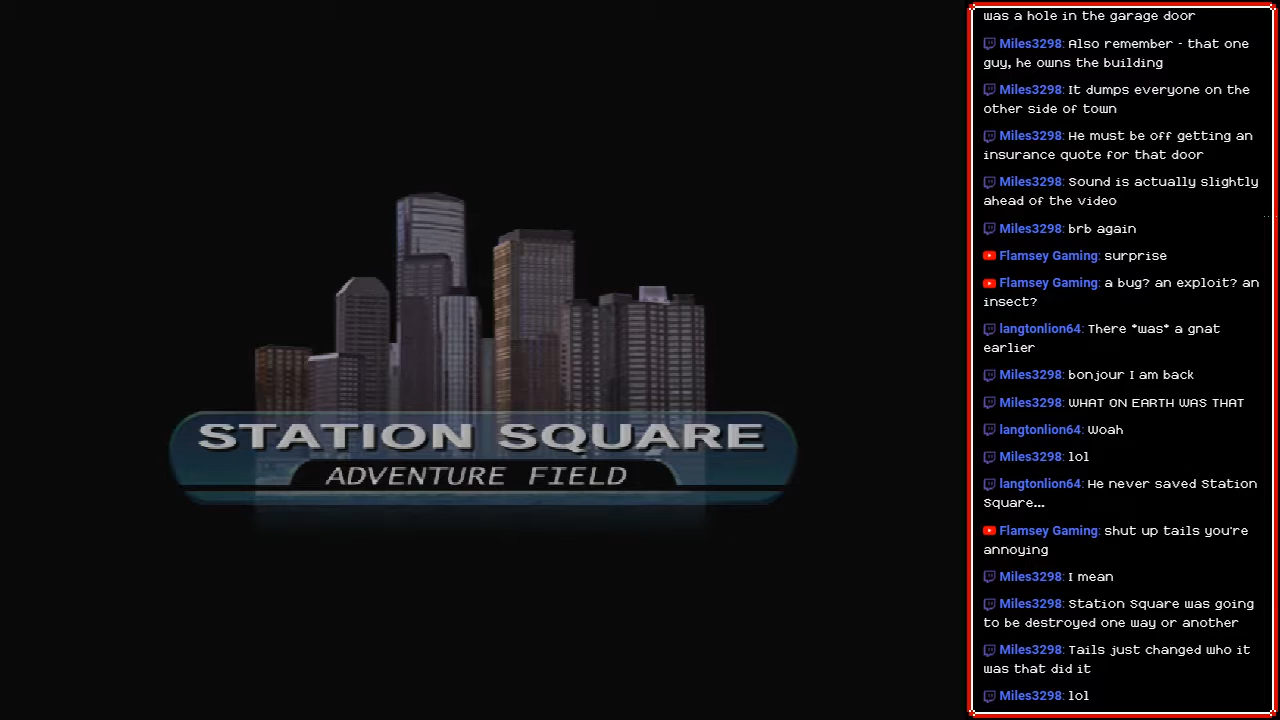 STATION SQUARE
ADVENTURE FIELD
was a hole in the garage door
Miles3298: Also remember - that one
guy, he owns the building
Miles3298: It dumps everyone on the
other side of town
Miles3298: He must be off getting an
insurance quote for that door
Miles3298: Sound is actually slightly
ahead of the video
Miles3298: brb again
Flamsey Gaming: surprise
Flamsey Gaming: a bug? an exploit? an
insect?
langtonlion64: There *was* a gnat
earlier
Miles3298: bonjour I am back
Miles3298: WHAT ON EARTH WAS THAT
langtonlion64: Woah
Miles3298: lol
langtonlion64: He never saved Station
Square...
Flamsey Gaming: shut up tails you're
annoying
Miles3298: I mean
Miles3298: Station Square was going
to be destroyed one way or another
Miles3298: Tails just changed who it
was that did it
Miles3298: lol